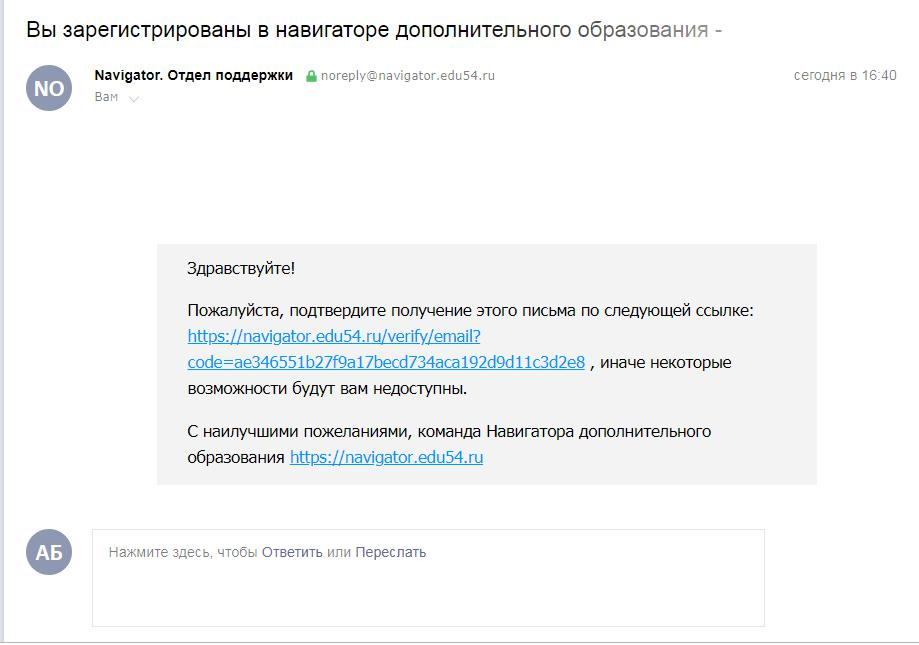 Вы зарегистрированы в навигаторе дополнительного образования -
NO
Navigator. Отдел поддержки noreply@navigator.edu54.ru
сегодня в 16:40
Вам
Здравствуйте!
Пожалуйста, подтвердите получение этого письма по следующей ссылке:
https://navigator.edu54.ru/verify/email?
code=ae346551b27f9a17becd734aca192d9d11c3d2e8 , иначе некоторые
возможности будут вам недоступны.
С наилучшими пожеланиями, команда Навигатора дополнительного
образования https://navigator.edu54.ru
АБ
Нажмите здесь, чтобы Ответить или Переслать